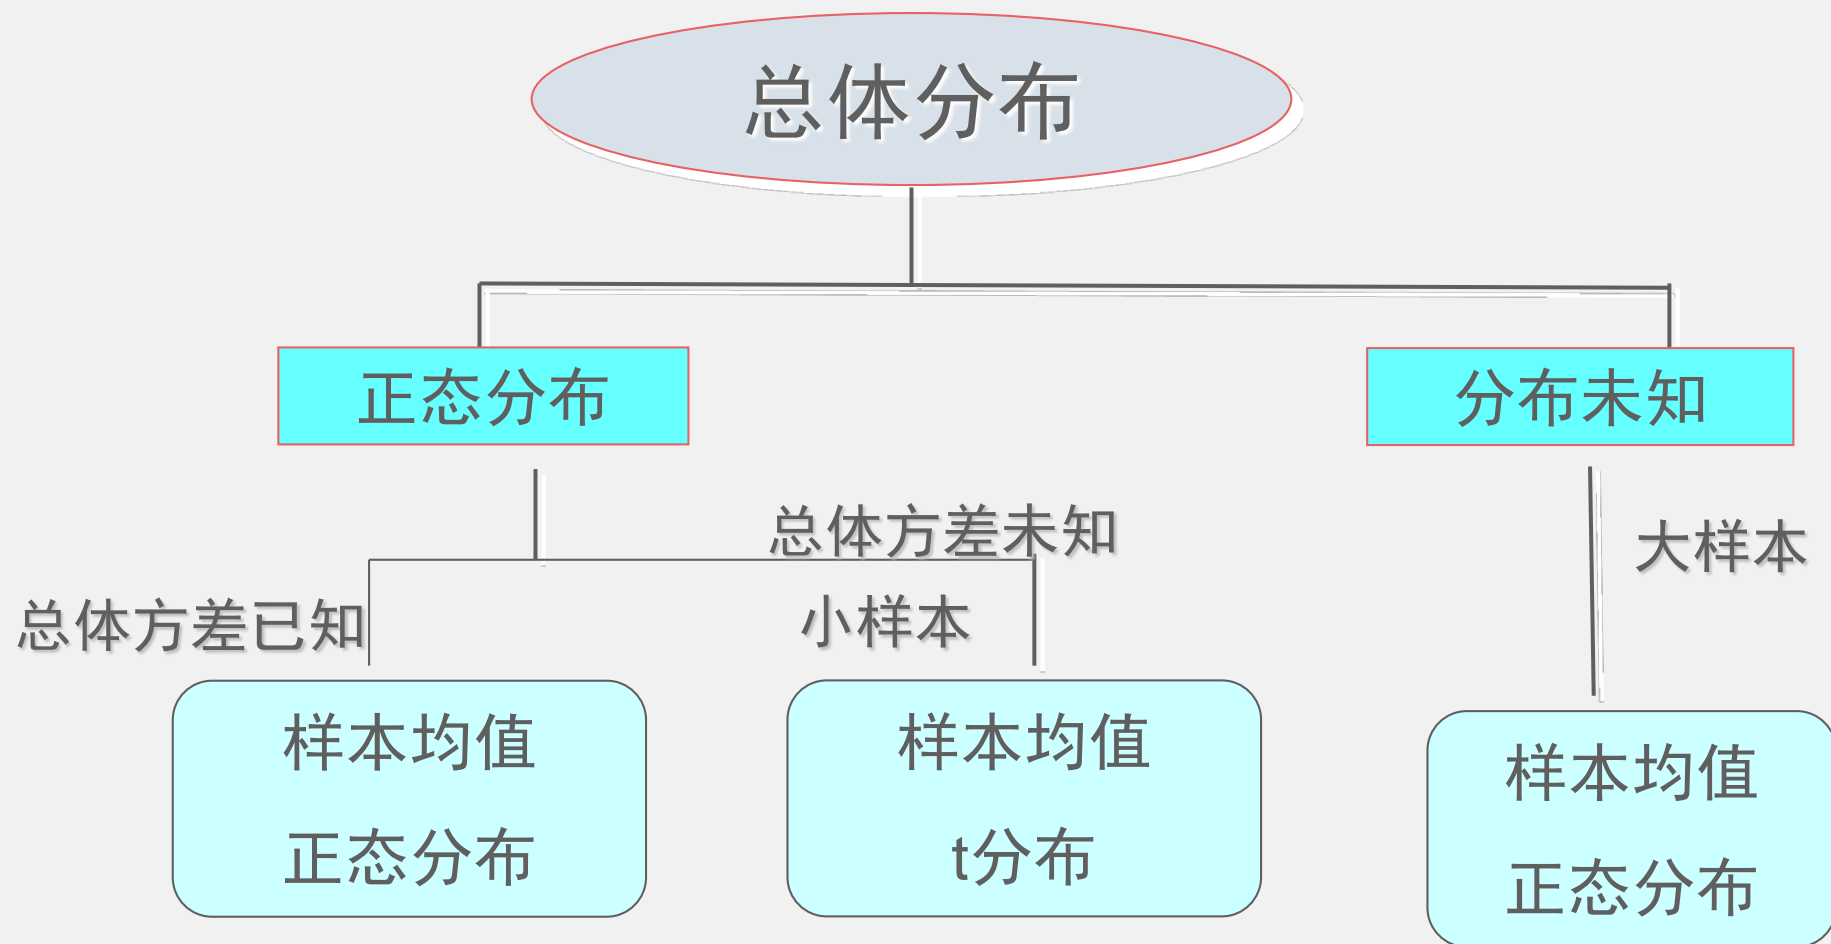 总体分布
正态分布
分布未知
总体方差未知
大样本
总体方差已知
小样本
样本均值
正态分布
样本均值
t分布
样本均值
正态分布